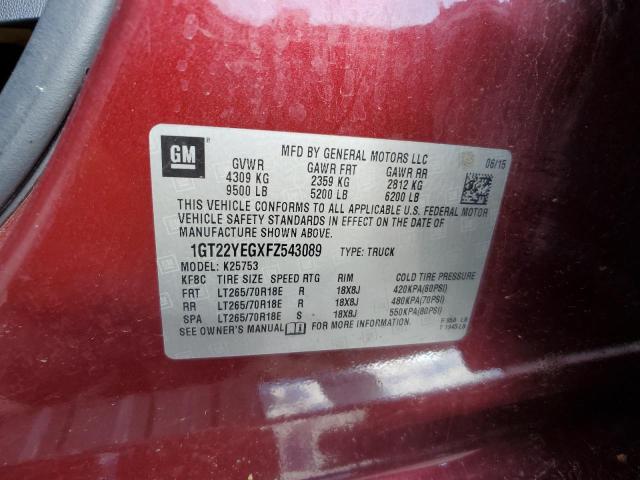 GM
MFD BY GENERAL MOTORS LLC
06/15
GVWR GAWR FRT GAWR RR
4309 KG 2359 KG 2812 KG
9500 LB 5200 LB 6200 LB
THIS VEHICLE CONFORMS TO ALL APPLICABLE U.S. FEDERAL MOTOR
VEHICLE SAFETY STANDARDS IN EFFECT ON THE DATE OF
MANUFACTURE SHOWN ABOVE.
1GT22YEGXFZ543089 TYPE: TRUCK
MODEL: K25753
KFBC TIRE SIZE SPEED RTG RIM COLD TIRE PRESSURE
FRT LT265/70R18E R 18X8J 420KPA(60PSI)
RR LT265/70R18E R 18X8J 480KPA(70PSI)
SPA LT265/70R18E S 18X8J 550KPA(80PSI)
SEE OWNER'S MANUAL FOR MORE INFORMATION.
T 1945 LB